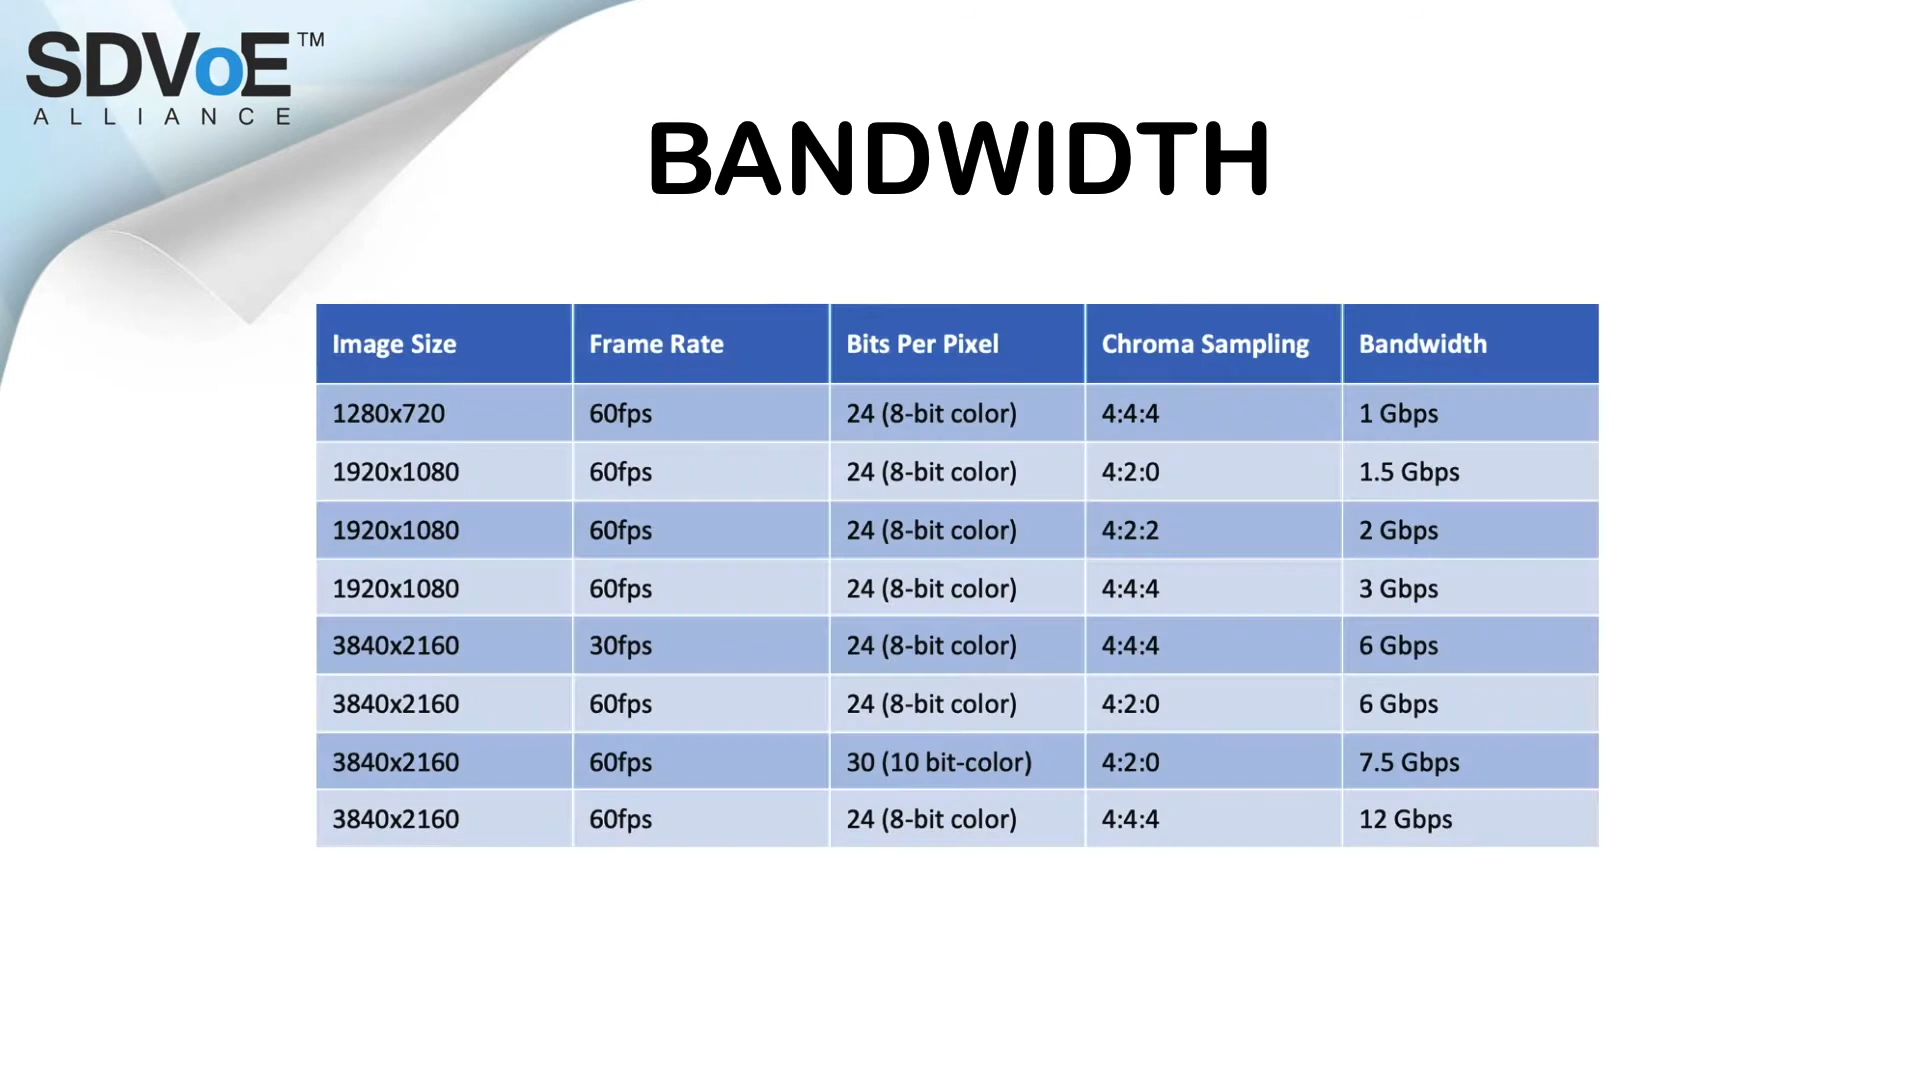 SDVoE™
ALLIANCE
BANDWIDTH
Image Size Frame Rate Bits Per Pixel Chroma Sampling Bandwidth
1280x720 60fps 24 (8-bit color) 4:4:4 1 Gbps
1920x1080 60fps 24 (8-bit color) 4:2:0 1.5 Gbps
1920x1080 60fps 24 (8-bit color) 4:2:2 2 Gbps
1920x1080 60fps 24 (8-bit color) 4:4:4 3 Gbps
3840x2160 30fps 24 (8-bit color) 4:4:4 6 Gbps
3840x2160 60fps 24 (8-bit color) 4:2:0 6 Gbps
3840x2160 60fps 30 (10 bit-color) 4:2:0 7.5 Gbps
3840x2160 60fps 24 (8-bit color) 4:4:4 12 Gbps